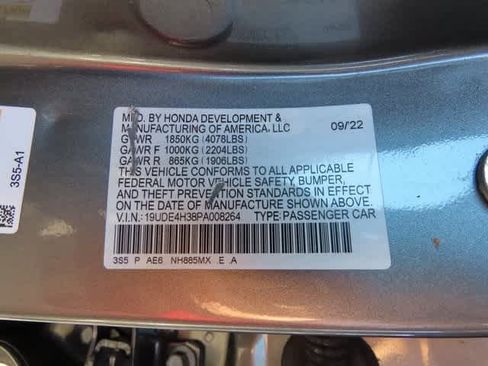 MFD. BY HONDA DEVELOPMENT &
MANUFACTURING OF AMERICA, LLC 09/'22
GVWR 1850KG (4078LBS)
GAWR F 1000KG (2204LBS)
GAWR R 865KG (1906LBS)
THIS VEHICLE CONFORMS TO ALL APPLICABLE
FEDERAL MOTOR VEHICLE SAFETY, BUMPER,
AND THEFT PREVENTION STANDARDS IN EFFECT
ON THE DATE OF MANUFACTURE SHOWN ABOVE.
V.I.N.: 19UDE4H38PA008264 TYPE: PASSENGER CAR
3S5 P AE6 NH885MX E .A
3S5-A1